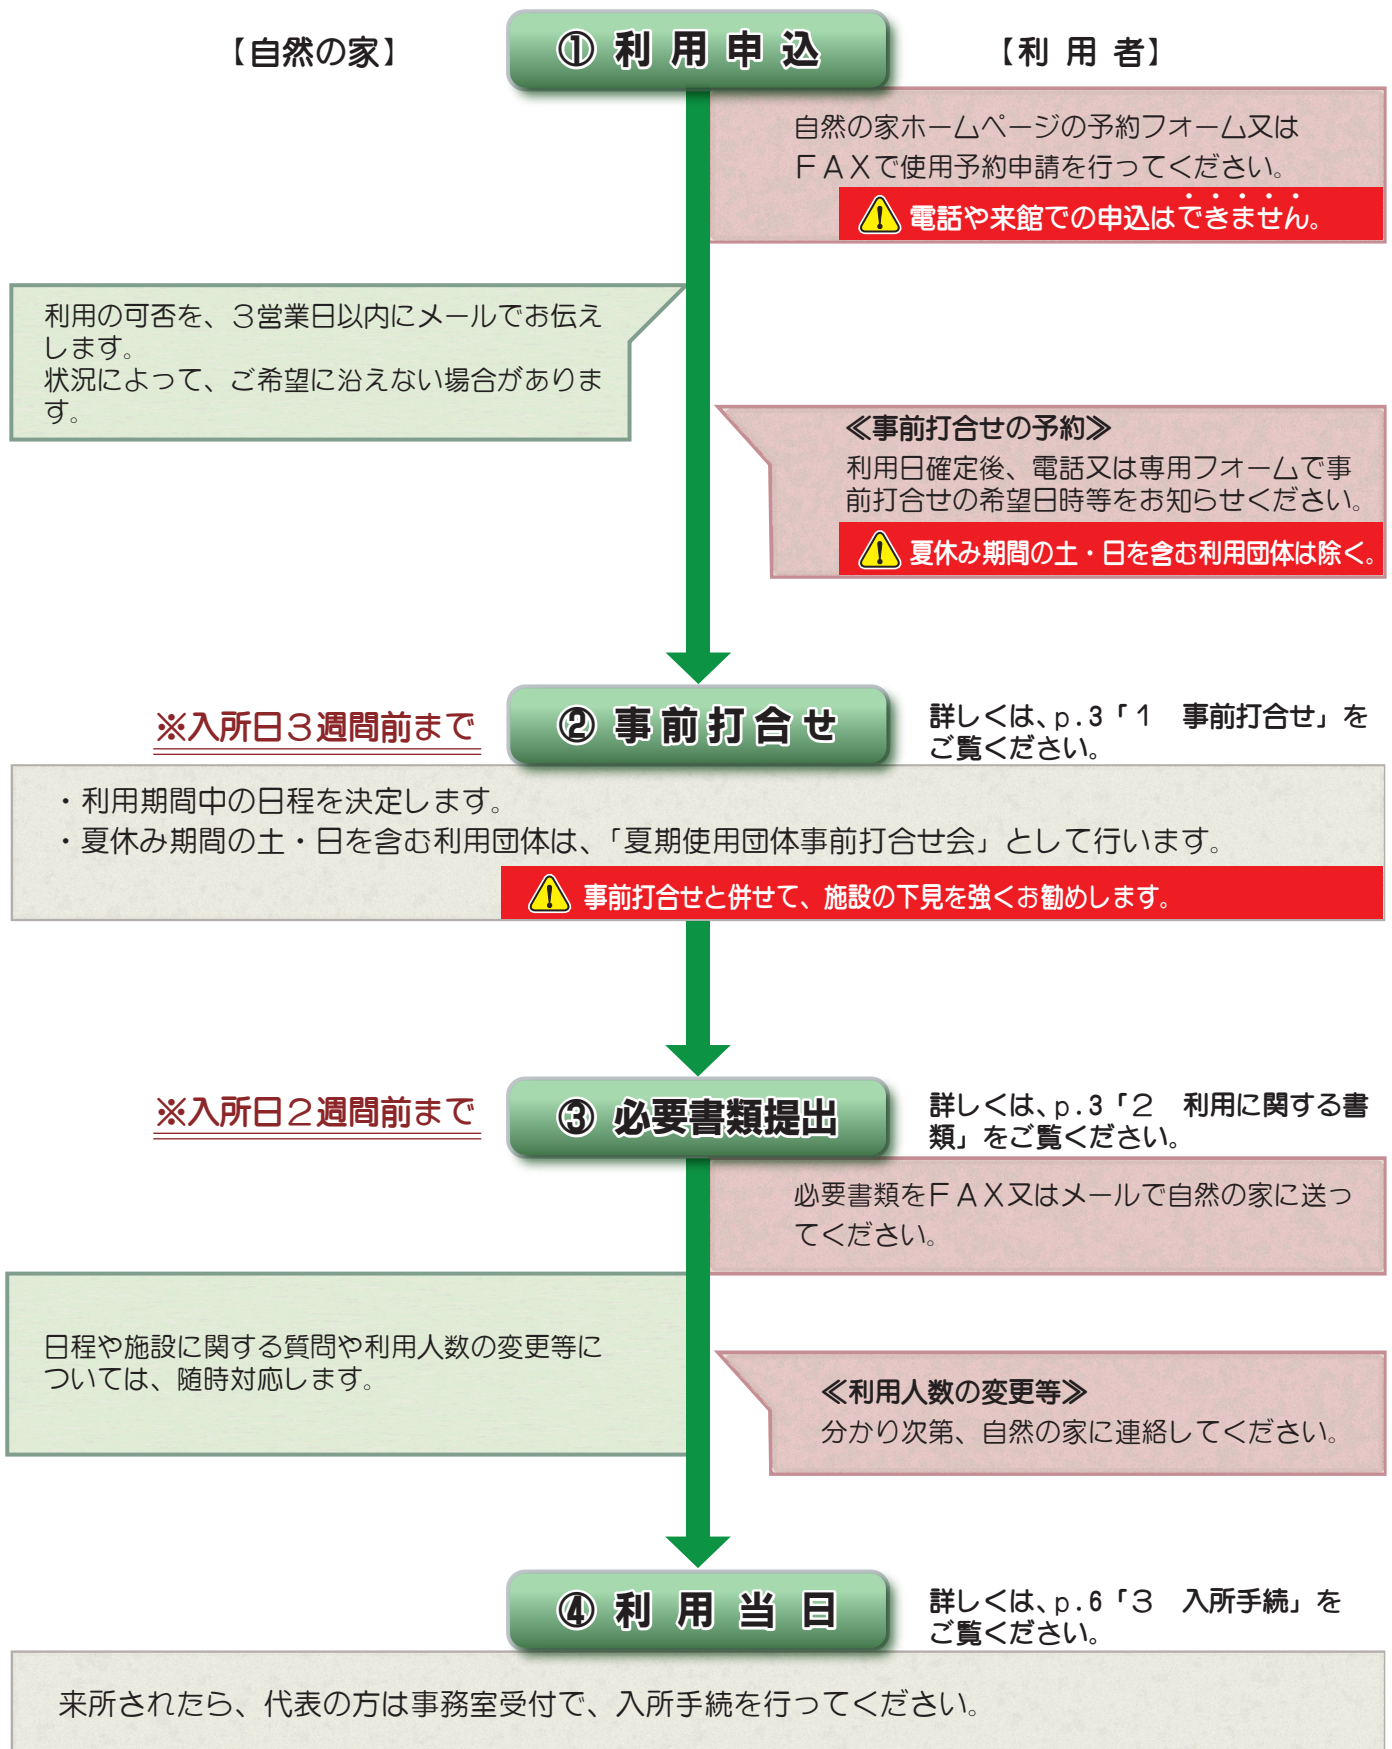 【自然の家】
① 利用申込
【利用者】
自然の家ホームページの予約フォーム又は
ＦＡＸで使用予約申請を行ってください。
電話や来館での申込はできません。
利用の可否を、３営業日以内にメールでお伝え
します。
状況によって、ご希望に沿えない場合がありま
す。
≪事前打合せの予約≫
利用日確定後、電話又は専用フォームで事
前打合せの希望日時等をお知らせください。
夏休み期間の土・日を含む利用団体は除く。
※入所日３週間前まで
② 事前打合せ
詳しくは、p.3「１　事前打合せ」を
ご覧ください。
・利用期間中の日程を決定します。
・夏休み期間の土・日を含む利用団体は、「夏期使用団体事前打合せ会」として行います。
事前打合せと併せて、施設の下見を強くお勧めします。
※入所日２週間前まで
③ 必要書類提出
詳しくは、p.3「２　利用に関する書
類」をご覧ください。
必要書類をＦＡＸ又はメールで自然の家に送っ
てください。
日程や施設に関する質問や利用人数の変更等に
ついては、随時対応します。
≪利用人数の変更等≫
分かり次第、自然の家に連絡してください。
④ 利用当日
詳しくは、p.6「３　入所手続」を
ご覧ください。
来所されたら、代表の方は事務室受付で、入所手続を行ってください。